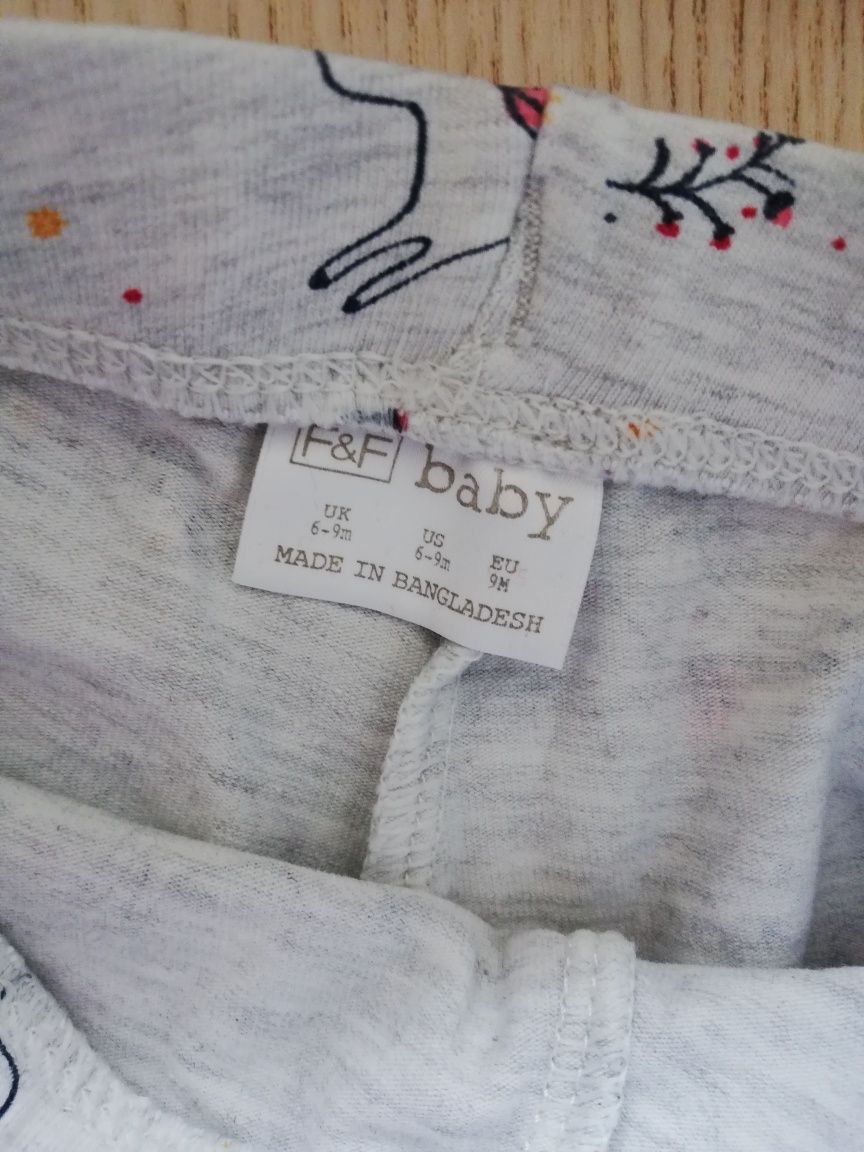 F&F baby
UK US EU
6-9m 6-9m 9M
MADE IN BANGLADESH